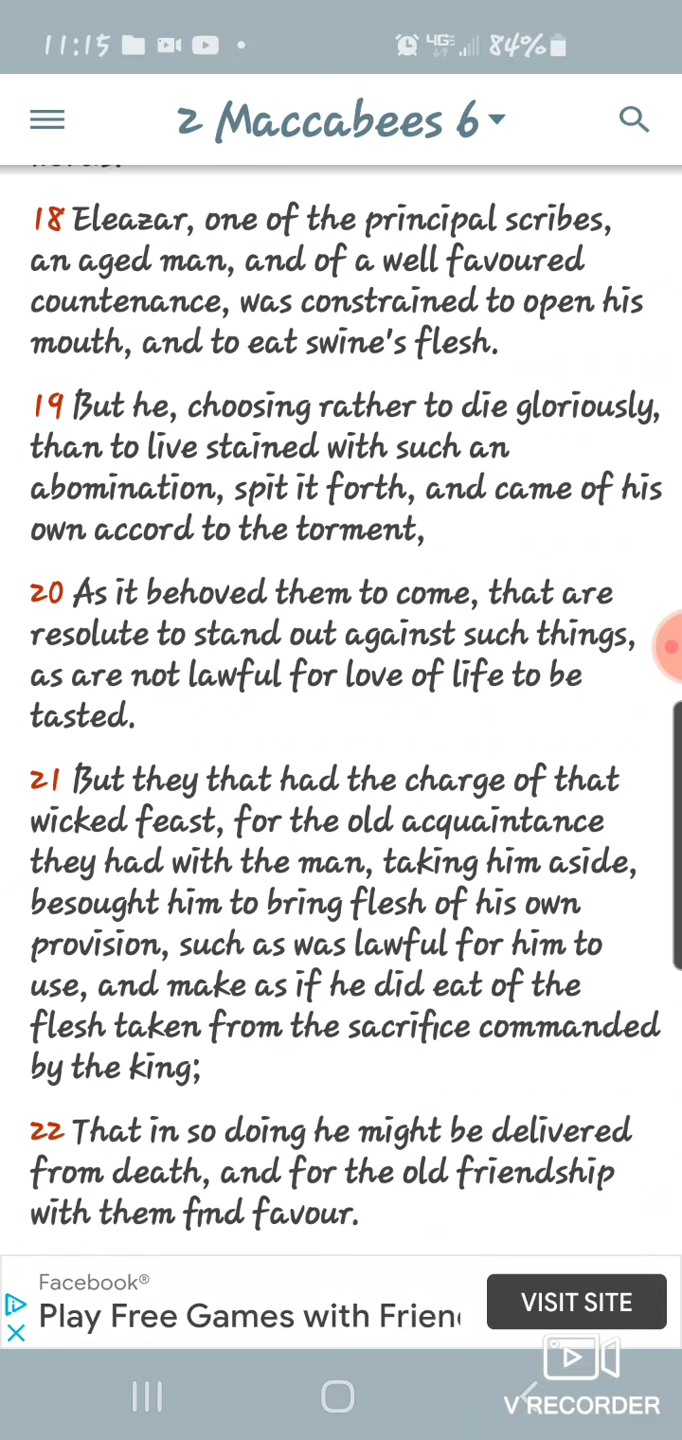 11:15
4GE 84%
2 Maccabees 6
18 Eleazar, one of the principal scribes,
an aged man, and of a well favoured
countenance, was constrained to open his
mouth, and to eat swine's flesh.
19 But he, choosing rather to die gloriously,
than to live stained with such an
abomination, spit it forth, and came of his
own accord to the torment,
20 As it behoved them to come, that are
resolute to stand out against such things,
as are not lawful for love of life to be
tasted.
21 But they that had the charge of that
wicked feast, for the old acquaintance
they had with the man, taking him aside,
besought him to bring flesh of his own
provision, such as was lawful for him to
use, and make as if he did eat of the
flesh taken from the sacrifice commanded
by the king;
22 That in so doing he might be delivered
from death, and for the old friendship
with them find favour.
Facebook®
Play Free Games with Frien
VISIT SITE
V RECORDER